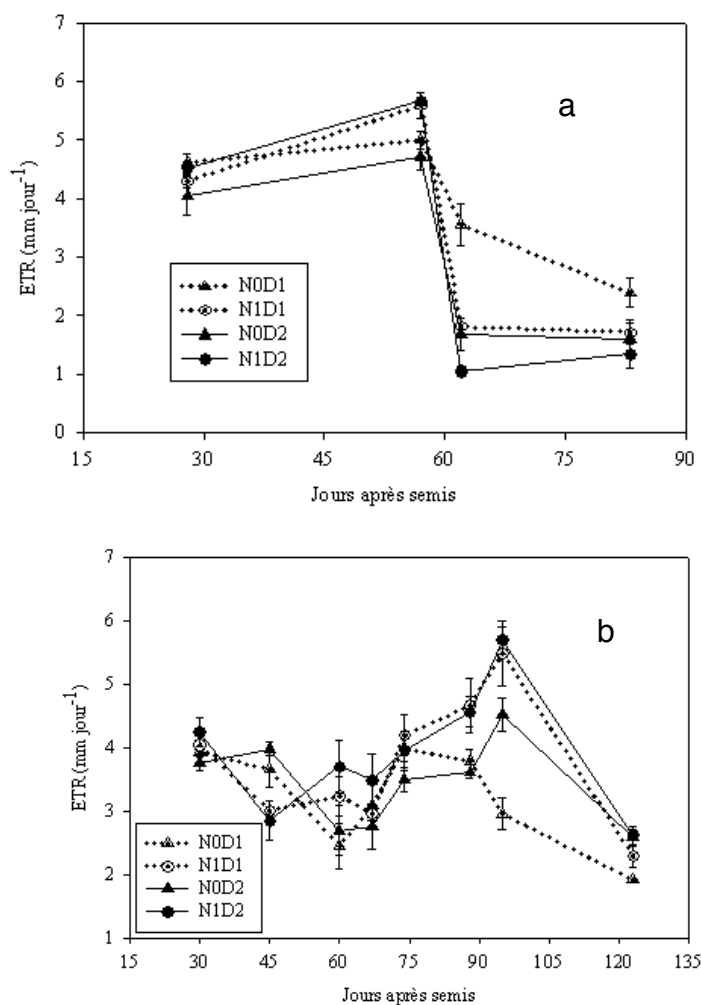 7
6
5
4
3
2
1
0
ETR (mm jour-1)
a
N0D1
N1D1
N0D2
N1D2
15 30 45 60 75 90
Jours après semis
7
6
5
4
3
2
1
ETR (mm jour-1)
b
N0D1
N1D1
N0D2
N1D2
15 30 45 60 75 90 105 120 135
Jours après semis